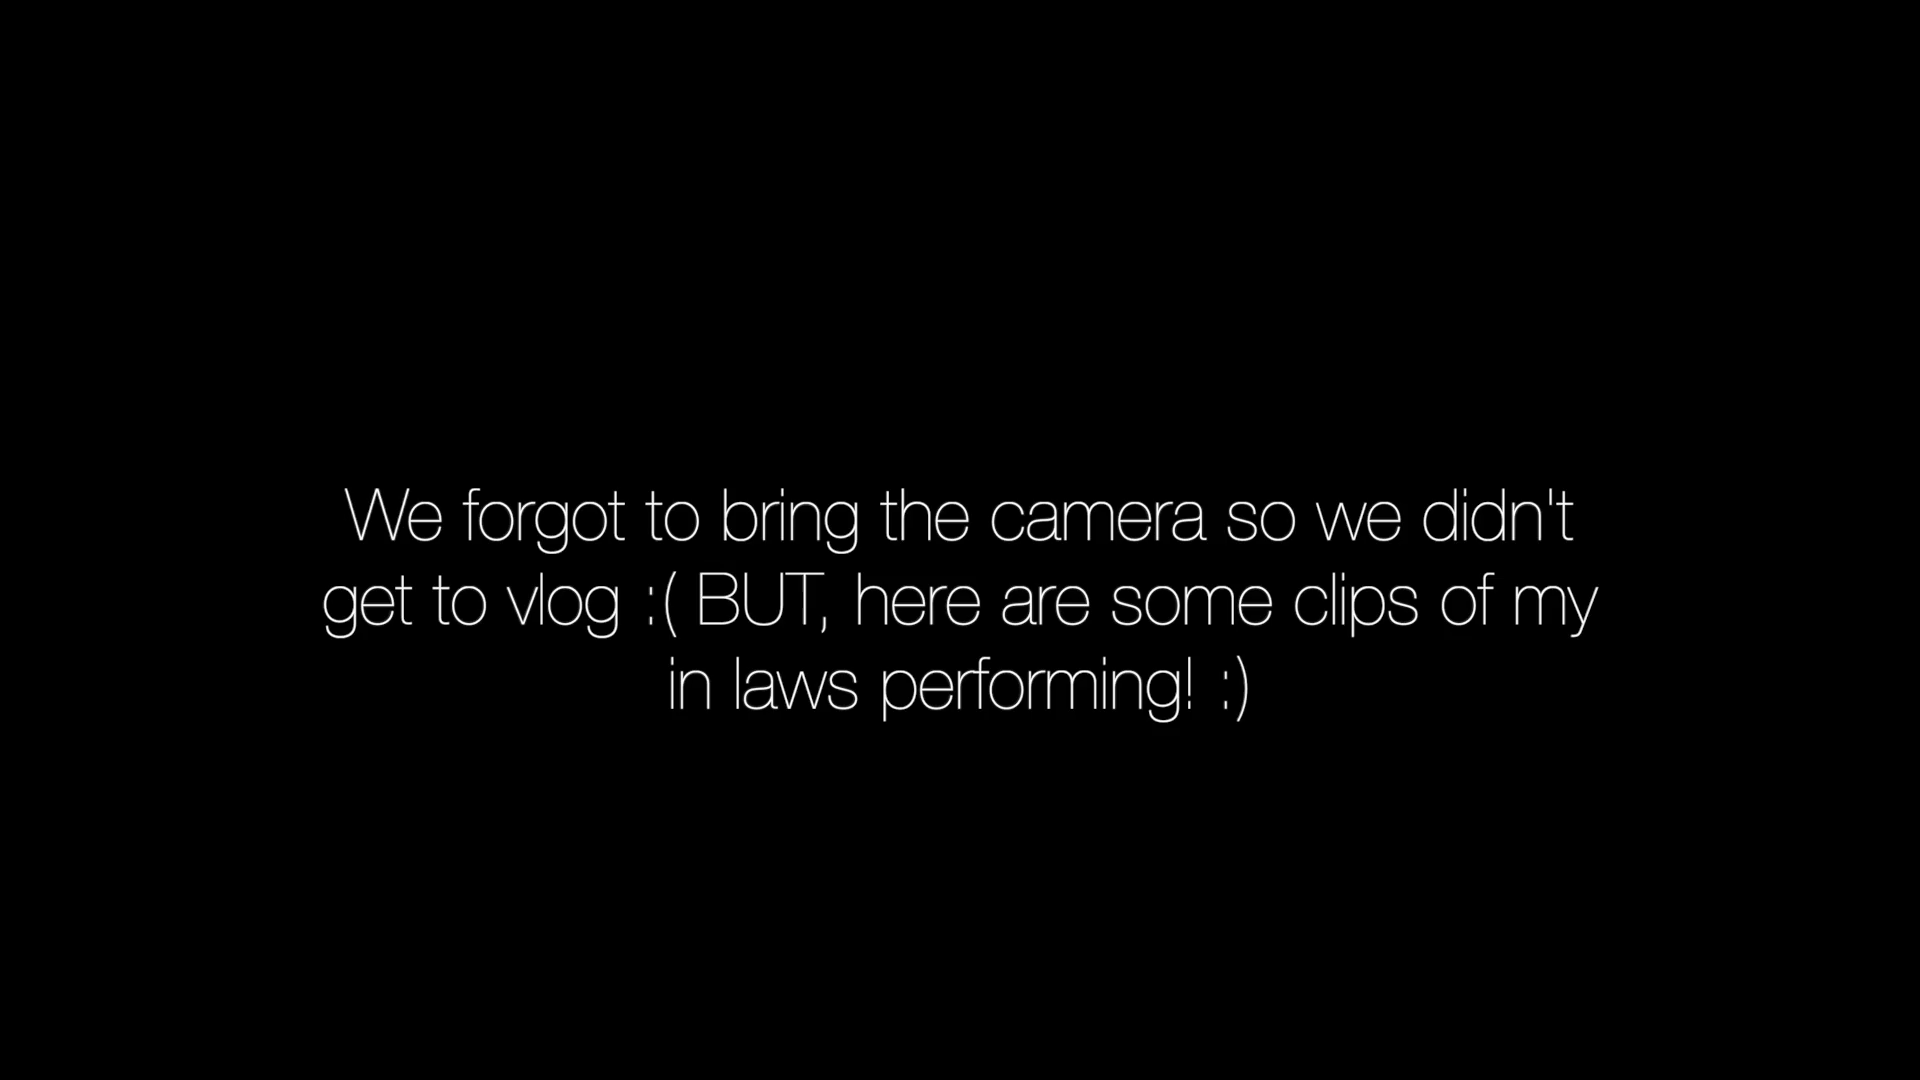 We forgot to bring the camera so we didn't
get to vlog :( BUT, here are some clips of my
in laws performing! :)